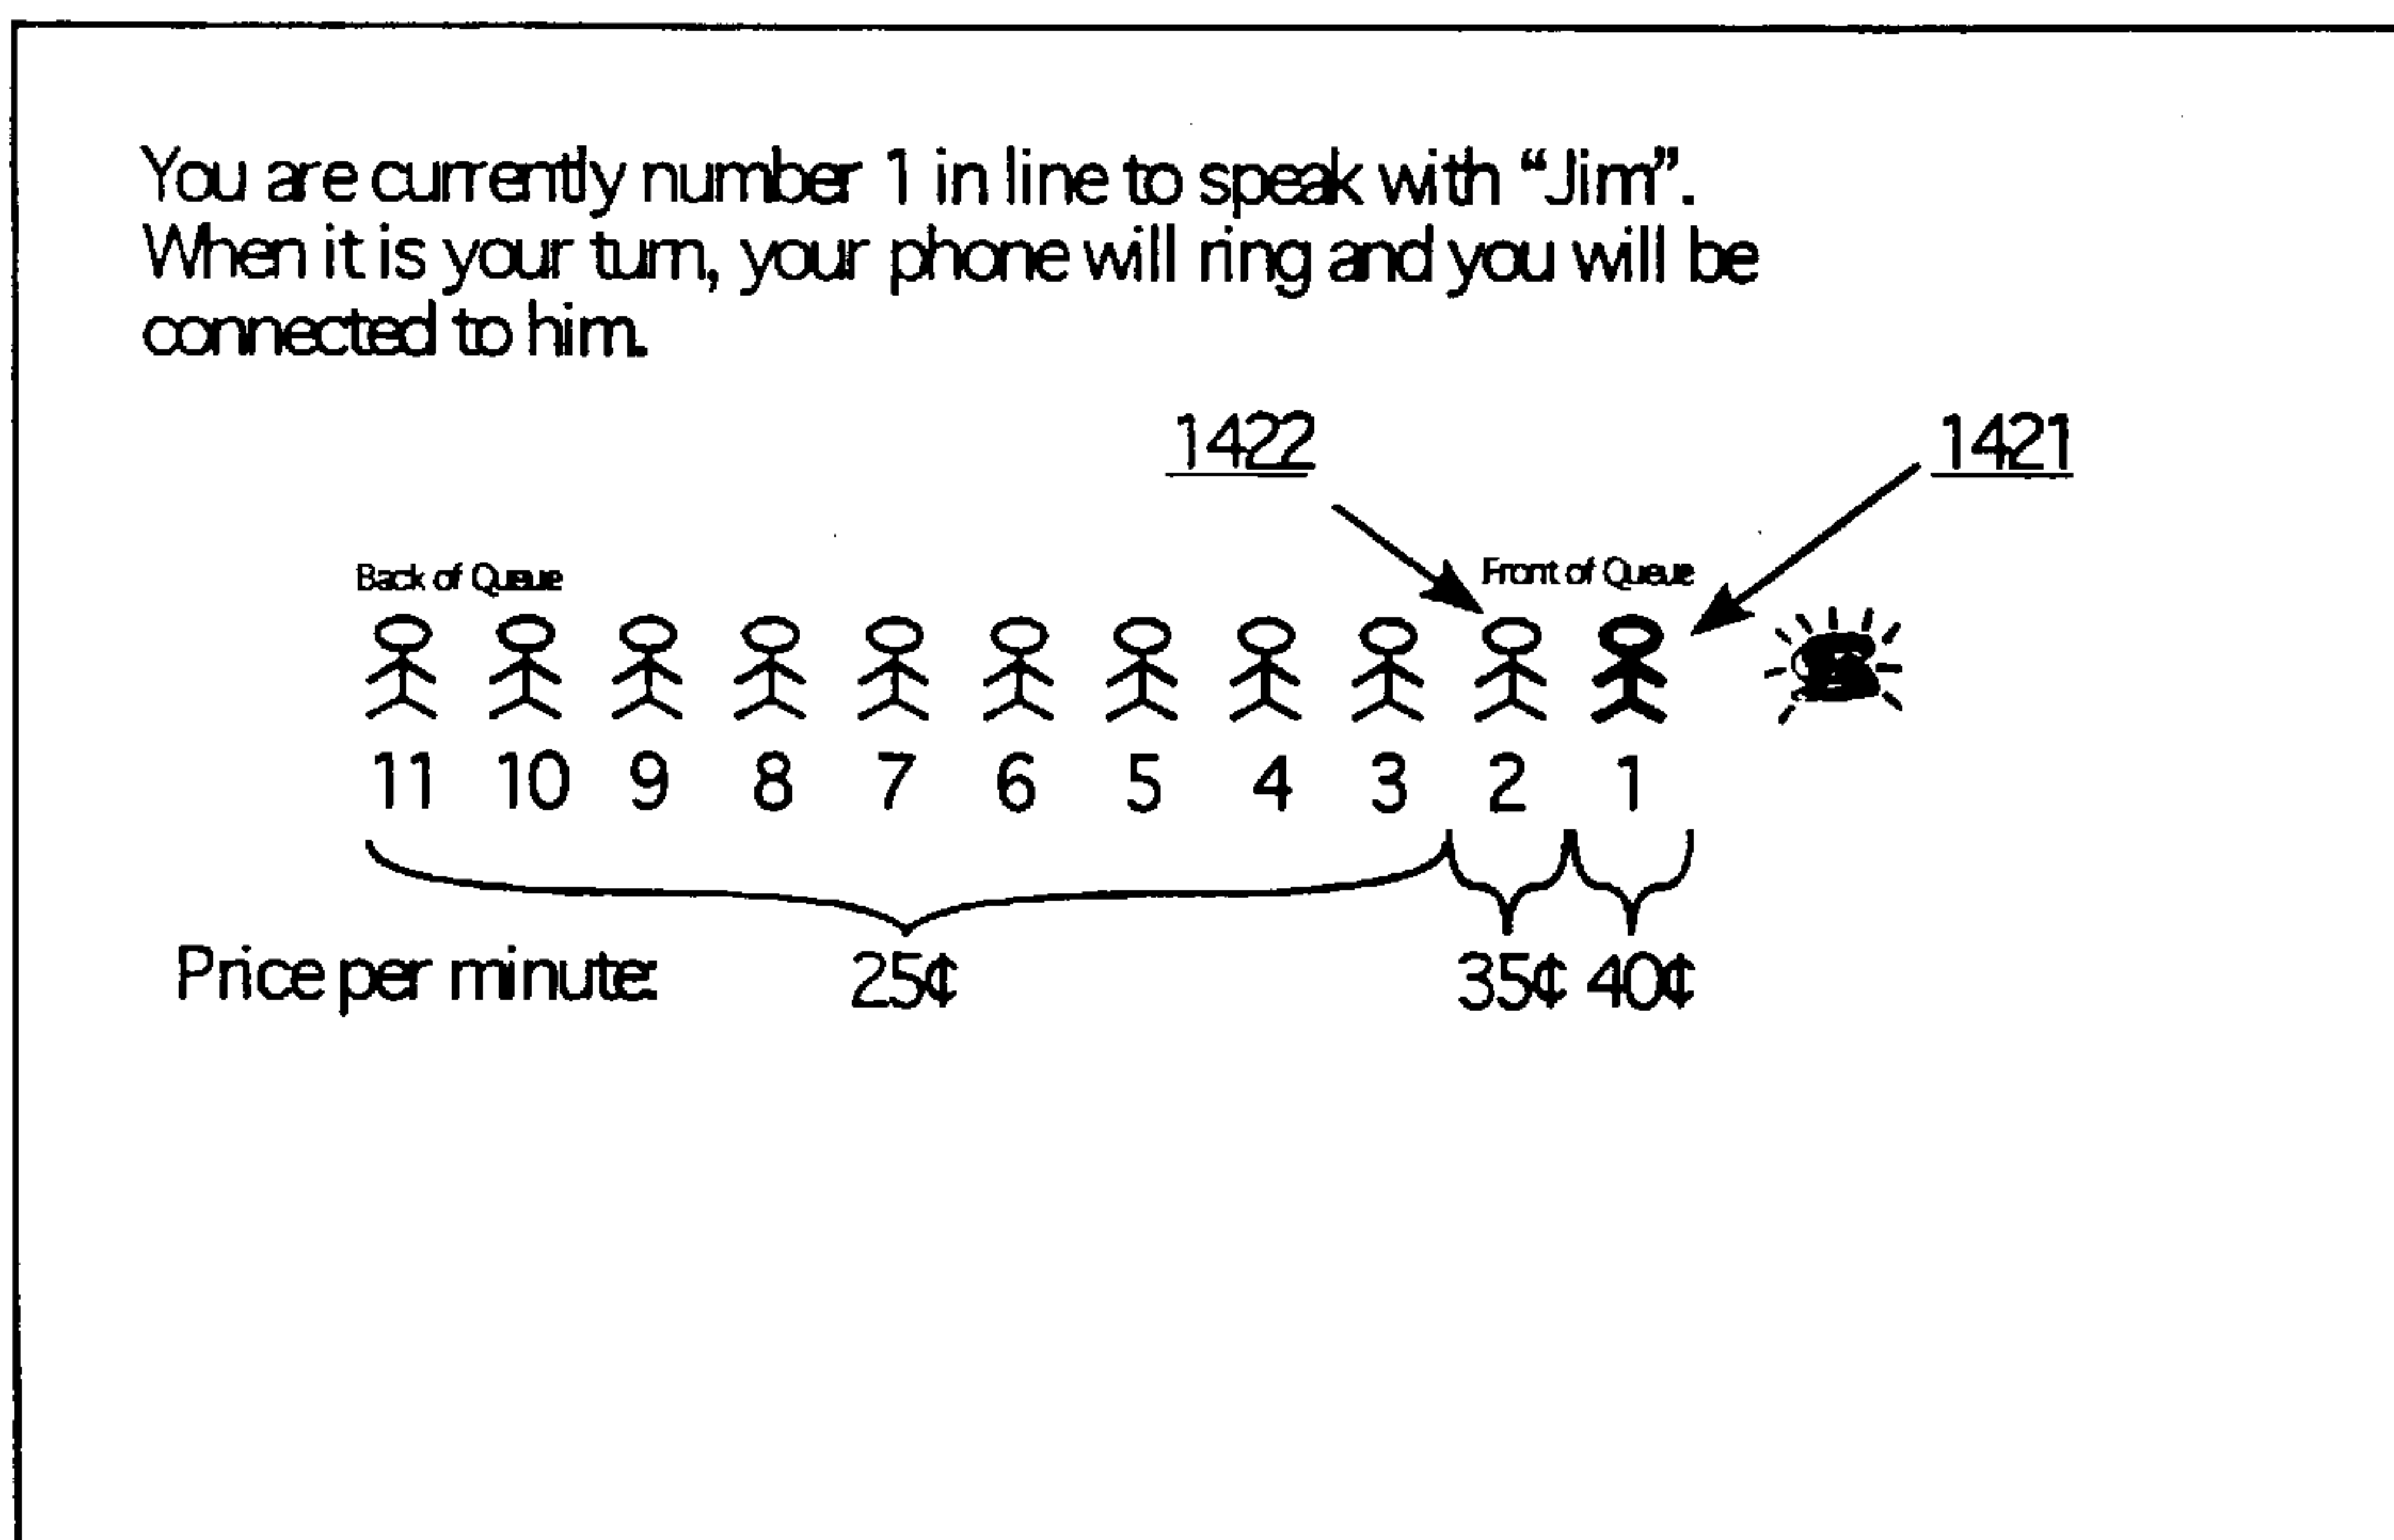 You are currently number 1 in line to speak with “Jim”.
When it is your turn, your phone will ring and you will be
connected to him.
1422 1421
Back of Queue Front of Queue
11 10 9 8 7 6 5 4 3 2 1
Price per minute: 25¢ 35¢ 40¢